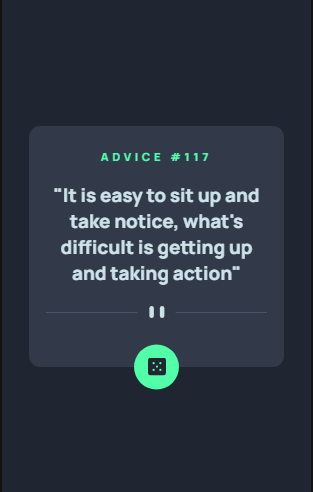 ADVICE #117
"It is easy to sit up and
take notice, what's
difficult is getting up
and taking action"